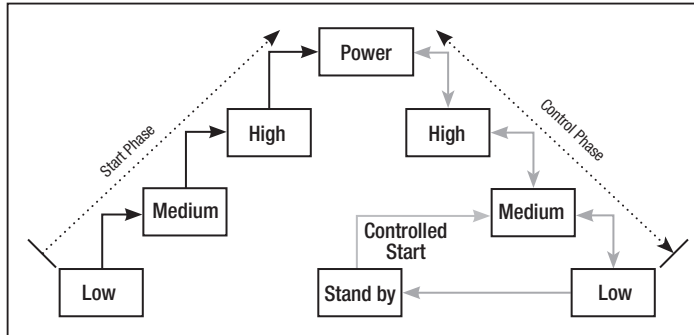 Power
Start Phase
Control Phase
High
High
Medium
Medium
Controlled
Start
Low
Stand by
Low